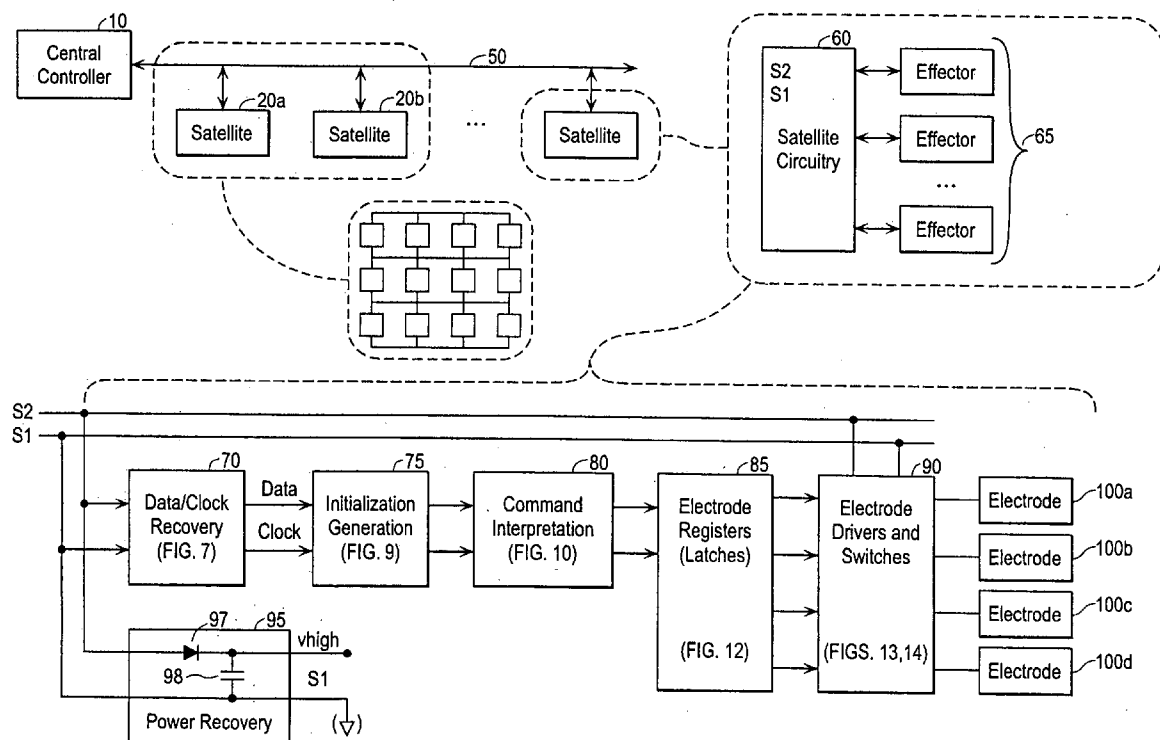 10
Central
Controller
50
20a
Satellite
20b
Satellite
...
Satellite
60
S2
S1
Satellite
Circuitry
Effector
Effector
...
Effector
65
S2
S1
70
Data/Clock
Recovery
(FIG. 7)
Data
Clock
75
Initialization
Generation
(FIG. 9)
80
Command
Interpretation
(FIG. 10)
85
Electrode
Registers
(Latches)
(FIG. 12)
90
Electrode
Drivers and
Switches
(FIGS. 13,14)
Electrode
100a
Electrode
100b
Electrode
100c
Electrode
100d
95
97
vhigh
98
S1
Power Recovery